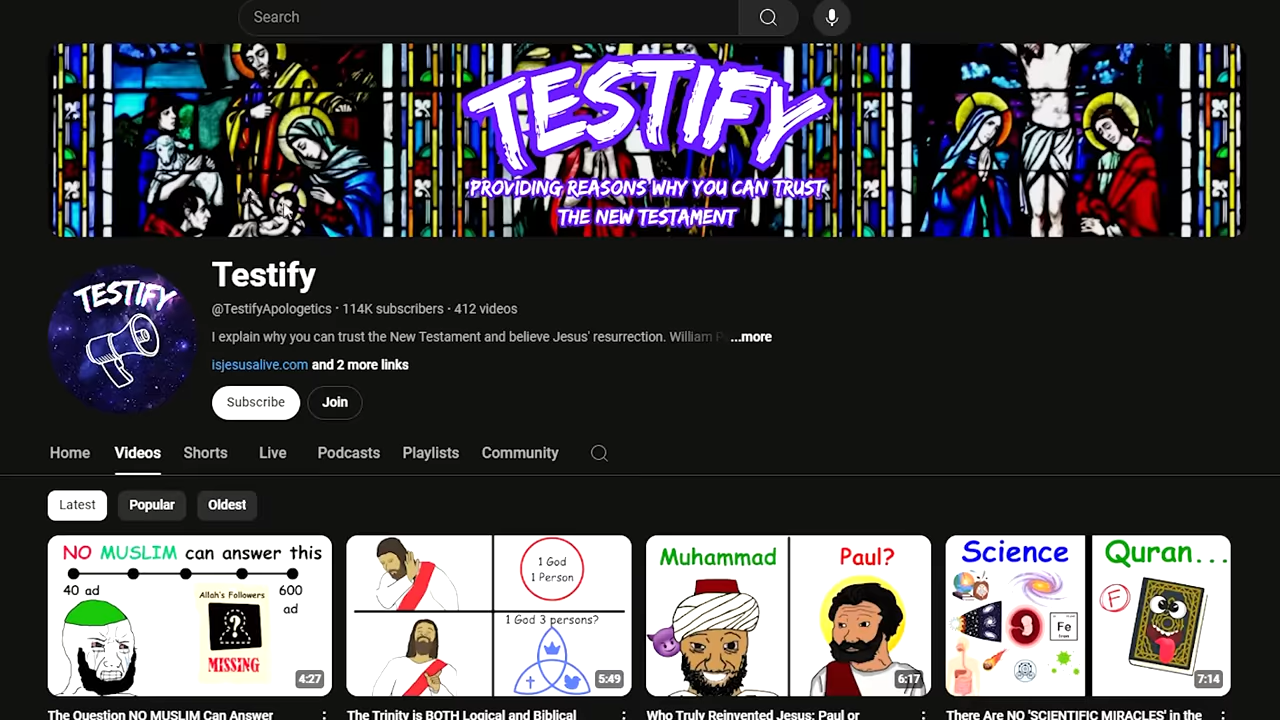 Search
TESTIFY
PROVIDING REASONS WHY YOU CAN TRUST
THE NEW TESTAMENT
TESTIFY
Testify
@TestifyApologetics · 114K subscribers · 412 videos
I explain why you can trust the New Testament and believe Jesus' resurrection. William ...more
isjesusalive.com and 2 more links
Subscribe
Join
Home
Videos
Shorts
Live
Podcasts
Playlists
Community
Latest
Popular
Oldest
NO MUSLIM can answer this
40 ad
600
ad
Allah's Followers
?
MISSING
4:27
1 God
1 Person
1 God 3 persons?
5:49
Muhammad
Paul?
6:17
Science
Quran...
F
Fe
Iron
7:14
The Question NO MUSLIM Can Answer
The Trinity is BOTH Logical and Biblical
Who Truly Reinvented Jesus: Paul or
There Are NO 'SCIENTIFIC MIRACLES' in the